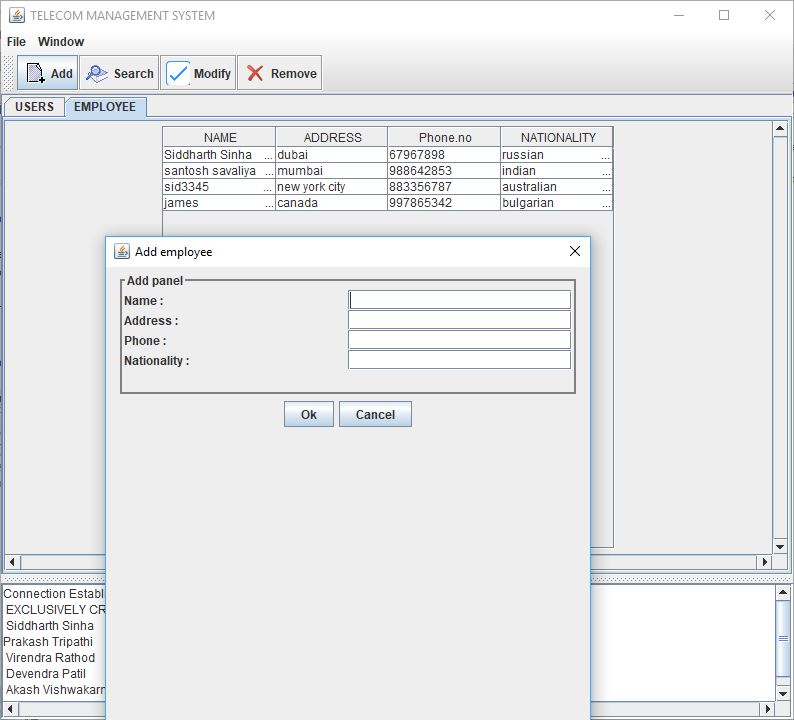 TELECOM MANAGEMENT SYSTEM
File Window
Add Search Modify Remove
USERS EMPLOYEE
NAME ADDRESS Phone.no NATIONALITY
Siddharth Sinha ... dubai 67967898 russian ...
santosh savaliya ... mumbai 988642853 indian ...
sid3345 ... new york city 883356787 australian ...
james ... canada 997865342 bulgarian ...
Add employee
Add panel
Name :
Address :
Phone :
Nationality :
Ok Cancel
Connection Establ
EXCLUSIVELY CR
Siddharth Sinha
Prakash Tripathi
Virendra Rathod
Devendra Patil
Akash Vishwakarm